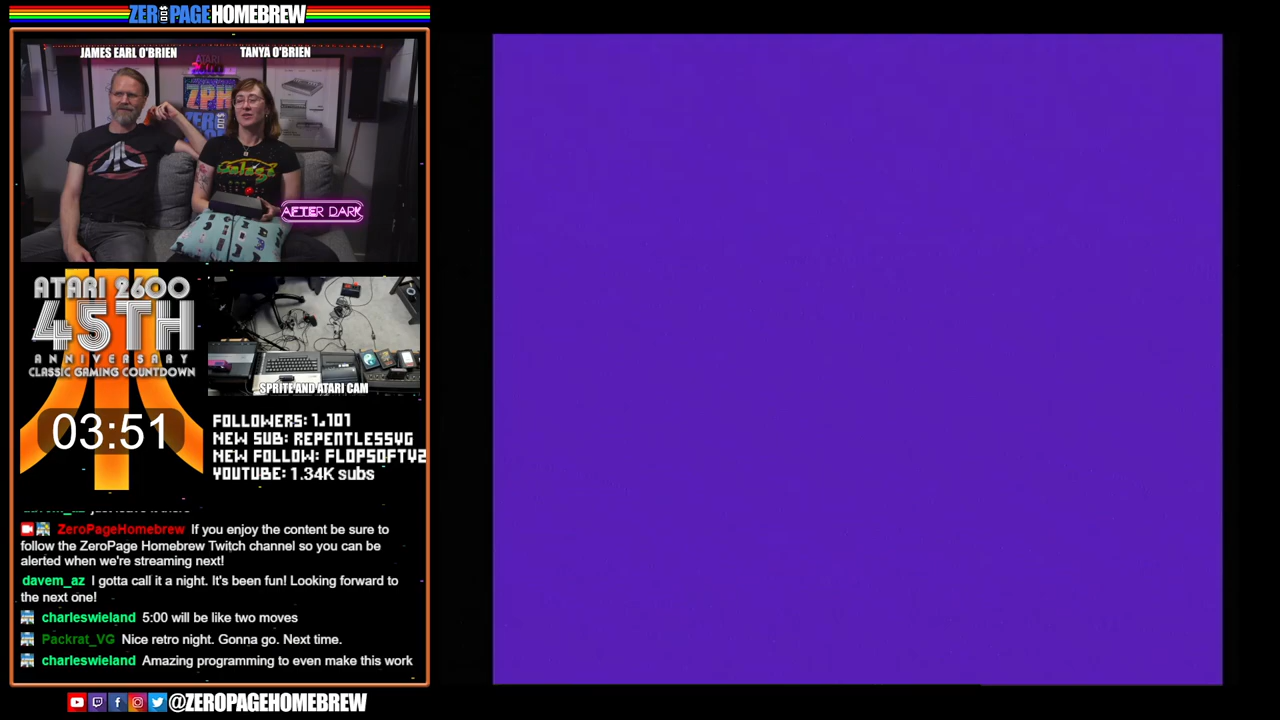 ZEROPAGE HOMEBREW
JAMES EARL O'BRIEN
TANYA O'BRIEN
ATARI
ZPH
ZERO
Galaga
AFTER DARK
ATARI 2600
45TH
ANNIVERSARY
CLASSIC GAMING COUNTDOWN
03:51
SPRITE AND ATARI CAM
FOLLOWERS: 1,101
NEW SUB: REPENTLESSVG
NEW FOLLOW: FLOPSOFTVZ
YOUTUBE: 1.34K subs
ZeroPageHomebrew If you enjoy the content be sure to
follow the ZeroPage Homebrew Twitch channel so you can be
alerted when we're streaming next!
davem_az I gotta call it a night. It's been fun! Looking forward to
the next one!
charleswieland 5:00 will be like two moves
Packrat_VG Nice retro night. Gonna go. Next time.
charleswieland Amazing programming to even make this work
@ZEROPAGEHOMEBREW